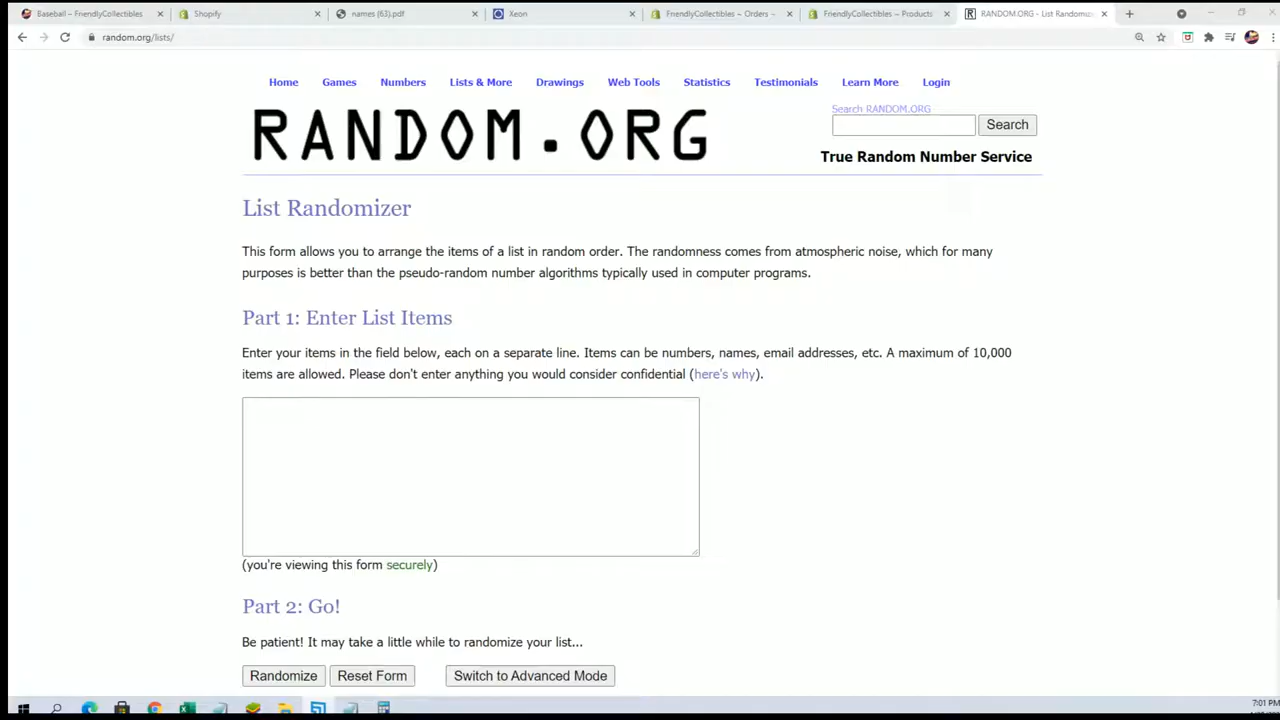 Baseball – FriendlyCollectibles
Shopify
names (63).pdf
Xeon
FriendlyCollectibles ~ Orders ~
FriendlyCollectibles ~ Products
RANDOM.ORG - List Randomiz
random.org/lists/
Home Games Numbers Lists & More Drawings Web Tools Statistics Testimonials Learn More Login
RANDOM.ORG
Search RANDOM.ORG
Search
True Random Number Service
List Randomizer
This form allows you to arrange the items of a list in random order. The randomness comes from atmospheric noise, which for many
purposes is better than the pseudo-random number algorithms typically used in computer programs.
Part 1: Enter List Items
Enter your items in the field below, each on a separate line. Items can be numbers, names, email addresses, etc. A maximum of 10,000
items are allowed. Please don't enter anything you would consider confidential (here's why).
(you're viewing this form securely)
Part 2: Go!
Be patient! It may take a little while to randomize your list...
Randomize Reset Form Switch to Advanced Mode
7:01 PM